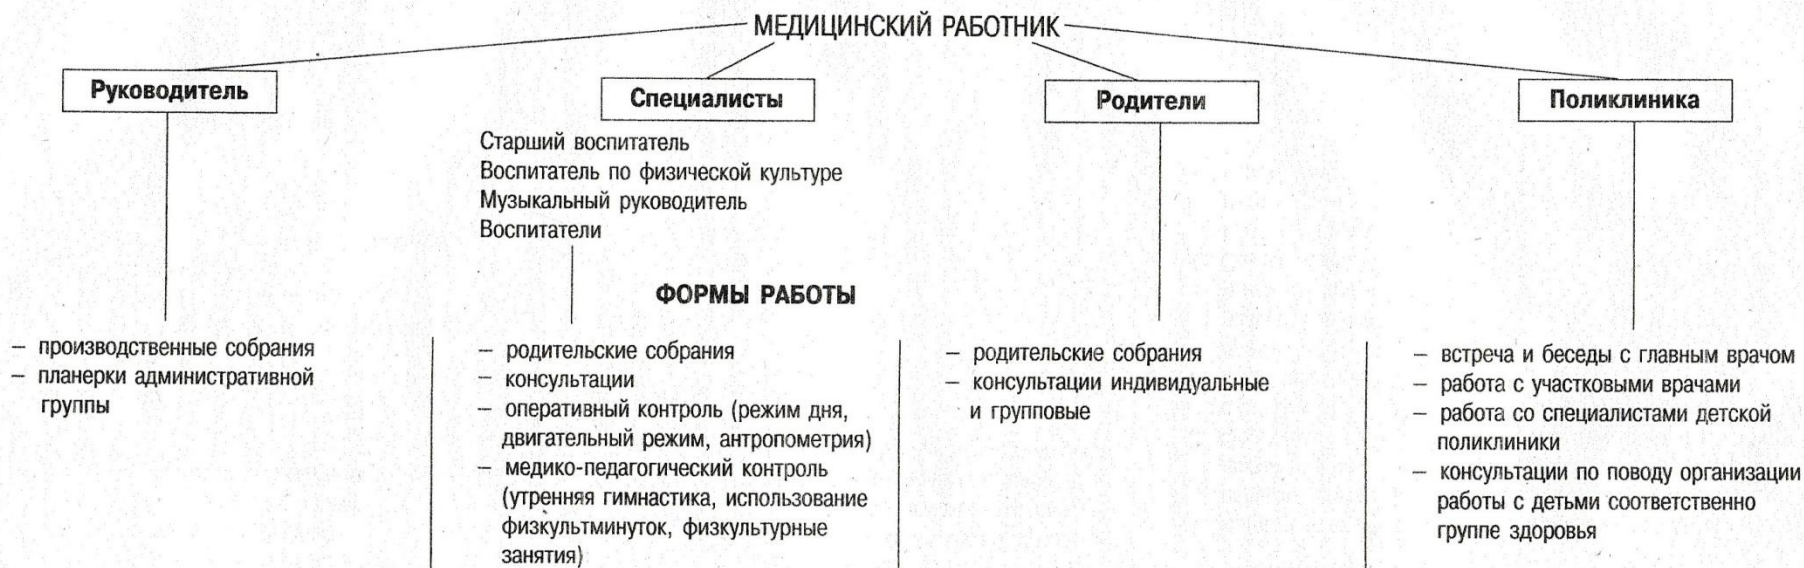 МЕДИЦИНСКИЙ РАБОТНИК
Руководитель
Специалисты
Родители
Поликлиника
Старший воспитатель
Воспитатель по физической культуре
Музыкальный руководитель
Воспитатели
ФОРМЫ РАБОТЫ
– производственные собрания
– планерки административной
группы
– родительские собрания
– консультации
– оперативный контроль (режим дня,
двигательный режим, антропометрия)
– медико-педагогический контроль
(утренняя гимнастика, использование
физкультминуток, физкультурные
занятия)
– родительские собрания
– консультации индивидуальные
и групповые
– встреча и беседы с главным врачом
– работа с участковыми врачами
– работа со специалистами детской
поликлиники
– консультации по поводу организации
работы с детьми соответственно
группе здоровья